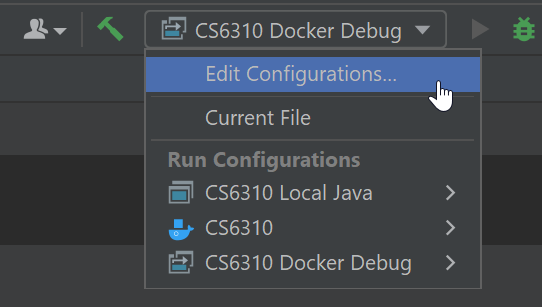 CS6310 Docker Debug
Edit Configurations...
Current File
Run Configurations
CS6310 Local Java
CS6310
CS6310 Docker Debug